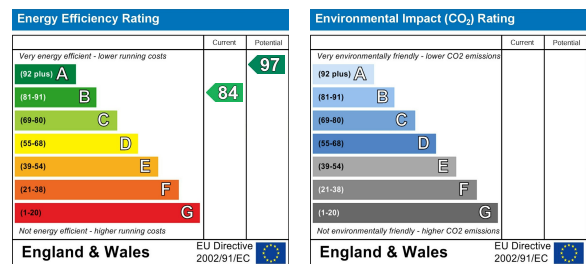 Energy Efficiency Rating
Current Potential
Very energy efficient - lower running costs
(92 plus) A
97
(81-91) B
84
(69-80) C
(55-68) D
(39-54) E
(21-38) F
(1-20) G
Not energy efficient - higher running costs
England & Wales
EU Directive
2002/91/EC
Environmental Impact (CO₂) Rating
Current Potential
Very environmentally friendly - lower CO2 emissions
(92 plus) A
(81-91) B
(69-80) C
(55-68) D
(39-54) E
(21-38) F
(1-20) G
Not environmentally friendly - higher CO2 emissions
England & Wales
EU Directive
2002/91/EC